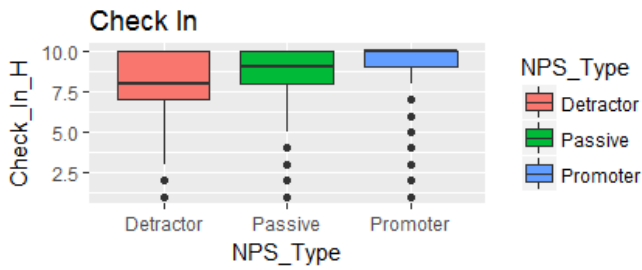 Check In
Check_In_H
10.0
7.5
5.0
2.5
Detractor Passive Promoter
NPS_Type
NPS_Type
Detractor
Passive
Promoter